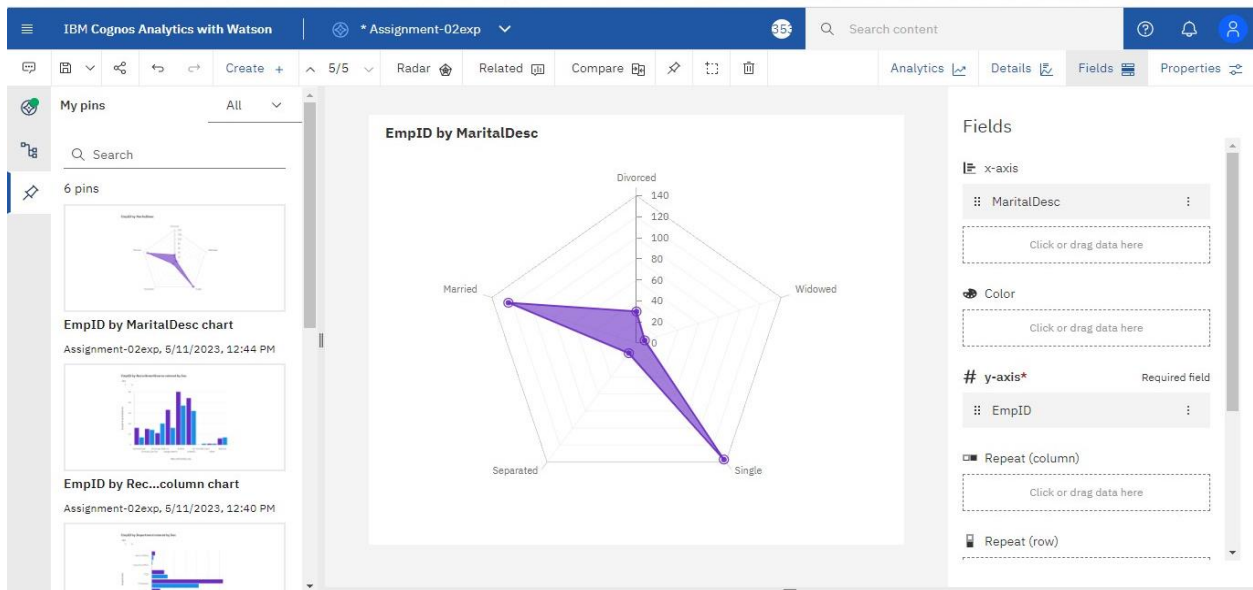 IBM Cognos Analytics with Watson
* Assignment-02exp
353
Search content
Create +
5/5
Radar
Related
Compare
Analytics
Details
Fields
Properties
My pins
All
Search
6 pins
EmpID by MaritalDesc chart
Assignment-02exp, 5/11/2023, 12:44 PM
EmpID by Rec...column chart
Assignment-02exp, 5/11/2023, 12:40 PM
EmpID by MaritalDesc
Divorced
140
120
100
80
60
40
20
0
Married
Widowed
Separated
Single
Fields
x-axis
MaritalDesc
Click or drag data here
Color
Click or drag data here
# y-axis*
Required field
EmpID
Repeat (column)
Click or drag data here
Repeat (row)